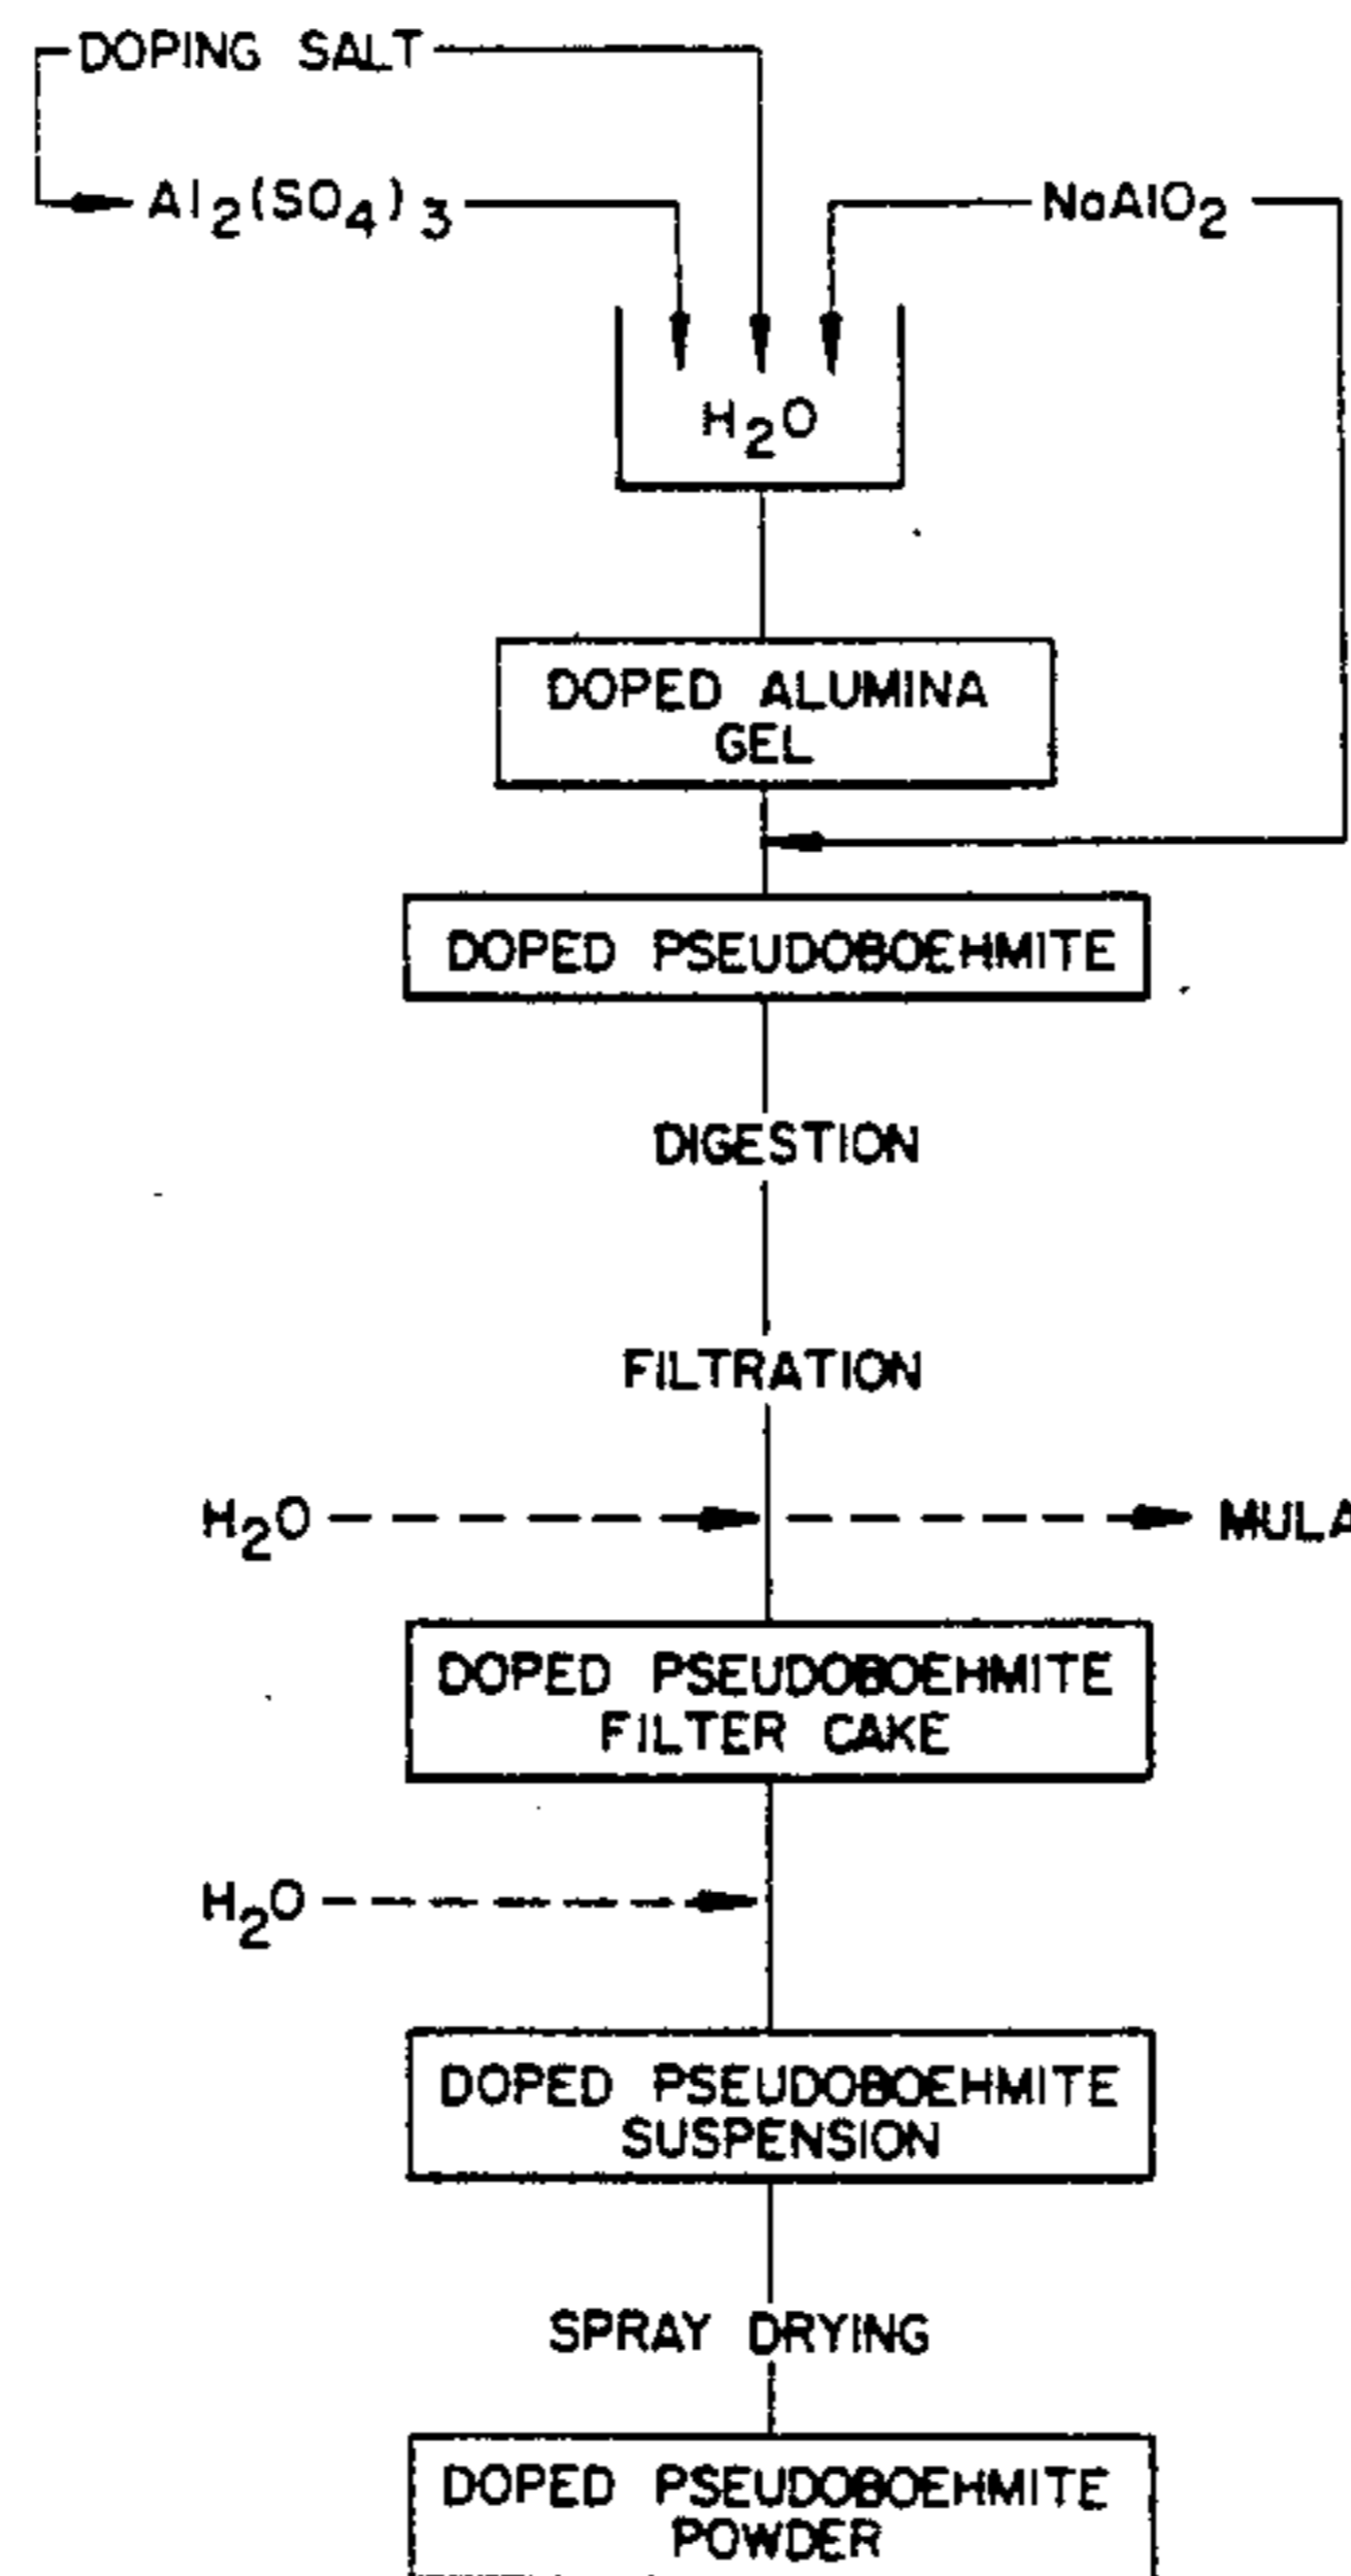 DOPING SALT
Al2(SO4)3
NaAlO2
H2O
DOPED ALUMINA
GEL
DOPED PSEUDOBOEHMITE
DIGESTION
FILTRATION
H2O
DOPED PSEUDOBOEHMITE
FILTER CAKE
H2O
DOPED PSEUDOBOEHMITE
SUSPENSION
SPRAY DRYING
DOPED PSEUDOBOEHMITE
POWDER